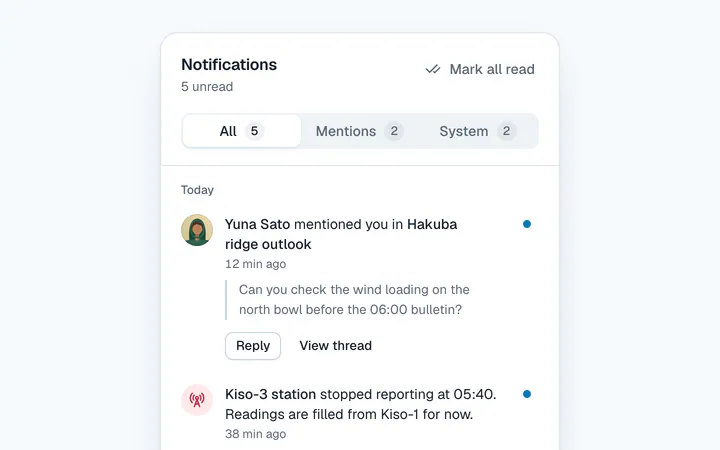 Notifications
Mark all read
5 unread
All 5
Mentions 2
System 2
Today
Yuna Sato mentioned you in Hakuba
ridge outlook
12 min ago
Can you check the wind loading on the
north bowl before the 06:00 bulletin?
Reply
View thread
Kiso-3 station stopped reporting at 05:40.
Readings are filled from Kiso-1 for now.
38 min ago